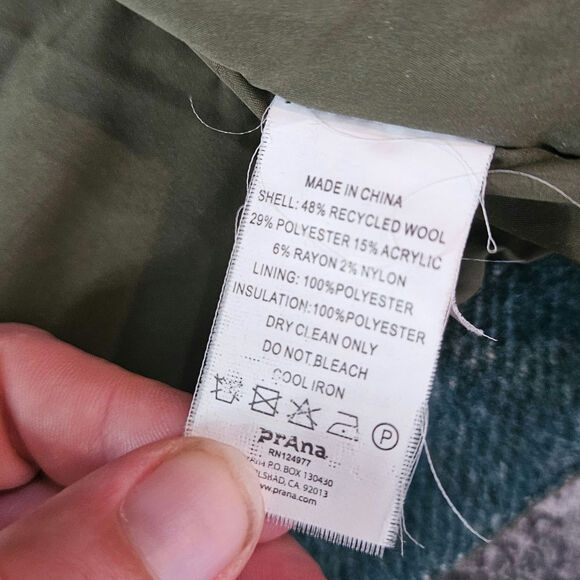 MADE IN CHINA
SHELL: 48% RECYCLED WOOL
29% POLYESTER 15% ACRYLIC
6% RAYON 2% NYLON
LINING: 100%POLYESTER
INSULATION:100%POLYESTER
DRY CLEAN ONLY
DO NOT.BLEACH
COOL IRON
P
prAna
RN124977
P.O. BOX 130430
CA. 92013
www.prana.com